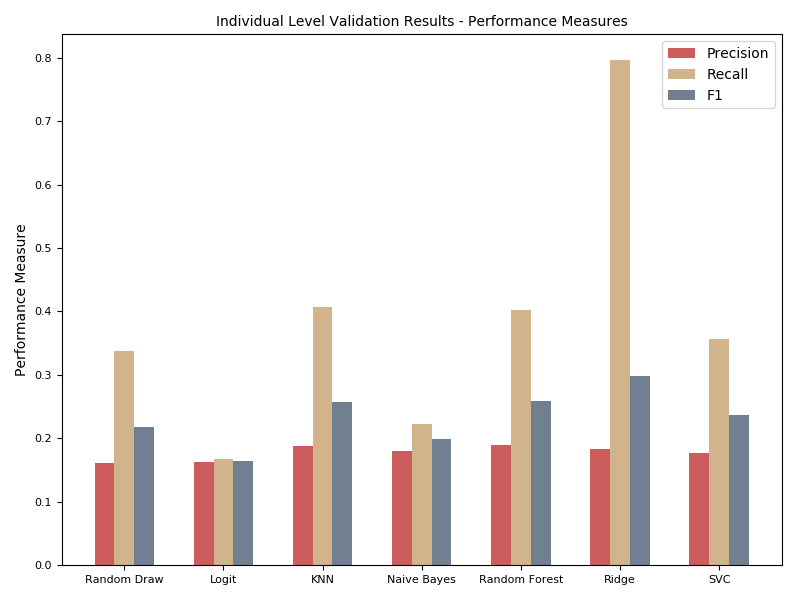 Individual Level Validation Results - Performance Measures
Precision
Recall
F1
Performance Measure
0.8
0.7
0.6
0.5
0.4
0.3
0.2
0.1
0.0
Random Draw
Logit
KNN
Naive Bayes
Random Forest
Ridge
SVC